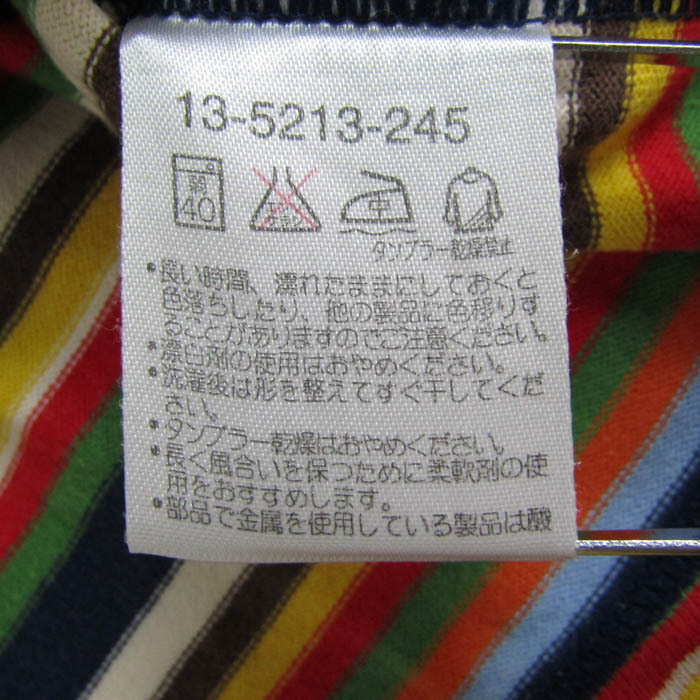 13-5213-245
弱
40
エンソ
サラシ
中
タンブラー乾燥禁止
・長い時間、濡れたままにしておくと
色落ちしたり、他の製品に色移りす
ることがありますのでご注意ください。
・漂白剤の使用はおやめください。
・洗濯後は形を整えてすぐ干してくだ
さい。
・タンブラー乾燥はおやめください。
・長く風合いを保つために柔軟剤の使
用をおすすめします。
・部品で金属を使用している製品は酸